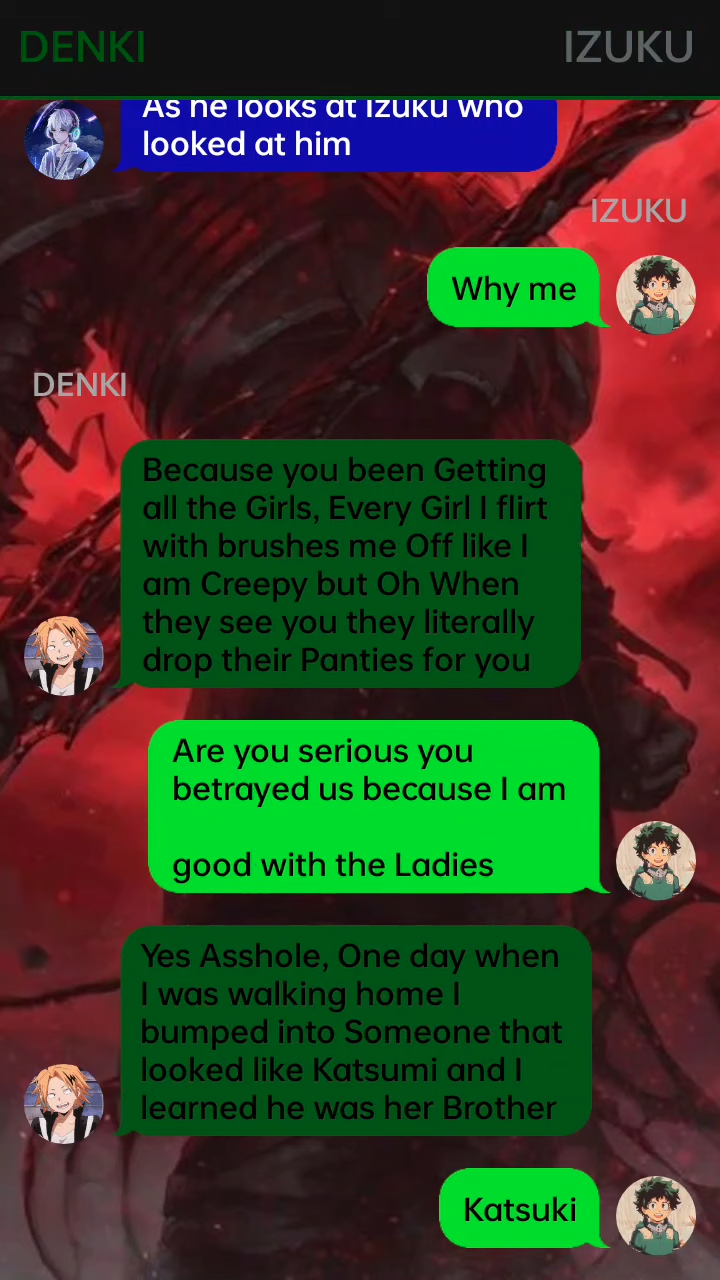 DENKI
IZUKU
As he looks at Izuku who
looked at him
IZUKU
Why me
DENKI
Because you been Getting
all the Girls, Every Girl I flirt
with brushes me Off like I
am Creepy but Oh When
they see you they literally
drop their Panties for you
Are you serious you
betrayed us because I am
good with the Ladies
Yes Asshole, One day when
I was walking home I
bumped into Someone that
looked like Katsumi and I
learned he was her Brother
Katsuki